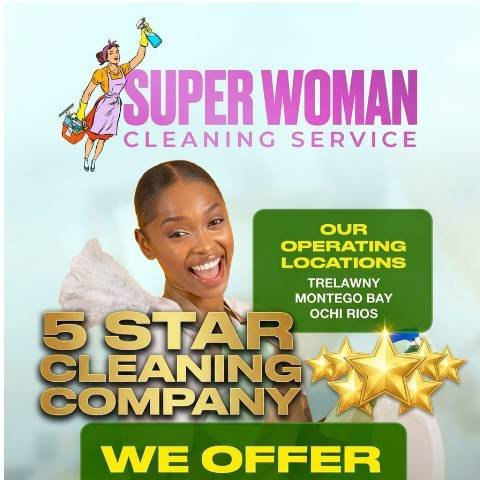 SUPER WOMAN
CLEANING SERVICE
OUR
OPERATING
LOCATIONS
TRELAWNY
MONTEGO BAY
OCHI RIOS
5 STAR
CLEANING
COMPANY
WE OFFER